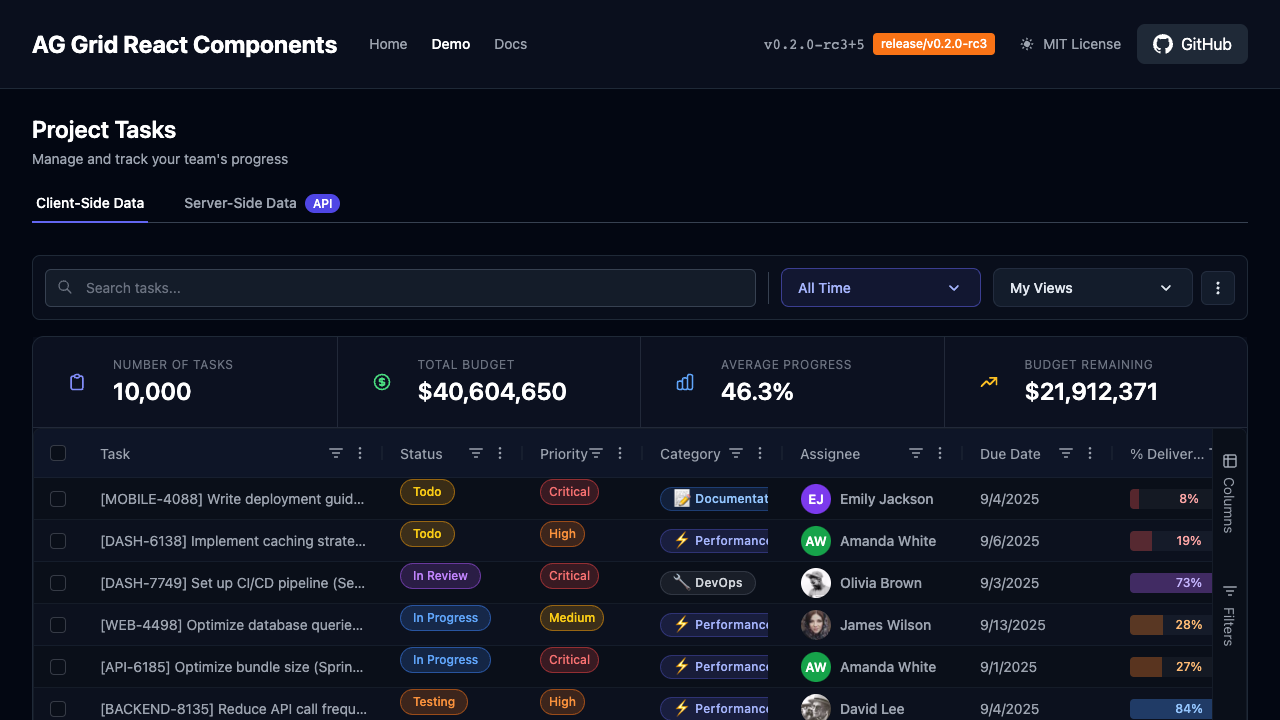 AG Grid React Components
Home
Demo
Docs
v0.2.0-rc3+5
release/v0.2.0-rc3
MIT License
GitHub
Project Tasks
Manage and track your team's progress
Client-Side Data
Server-Side Data
API
Search tasks...
All Time
My Views
NUMBER OF TASKS
10,000
TOTAL BUDGET
$40,604,650
AVERAGE PROGRESS
46.3%
BUDGET REMAINING
$21,912,371
Task
Status
Priority
Category
Assignee
Due Date
% Deliver...
[MOBILE-4088] Write deployment guid...
Todo
Critical
📝 Documentat
EJ
Emily Jackson
9/4/2025
8%
[DASH-6138] Implement caching strate...
Todo
High
⚡ Performance
AW
Amanda White
9/6/2025
19%
[DASH-7749] Set up CI/CD pipeline (Se...
In Review
Critical
🔧 DevOps
Olivia Brown
9/3/2025
73%
[WEB-4498] Optimize database querie...
In Progress
Medium
⚡ Performance
James Wilson
9/13/2025
28%
[API-6185] Optimize bundle size (Sprin...
In Progress
Critical
⚡ Performance
AW
Amanda White
9/1/2025
27%
[BACKEND-8135] Reduce API call frequ...
Testing
High
⚡ Performance
David Lee
9/4/2025
84%
Columns
Filters